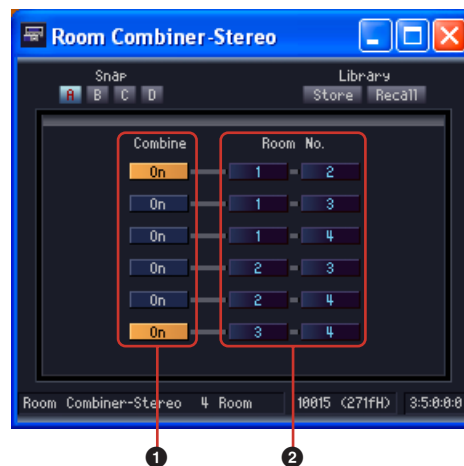 Room Combiner-Stereo
Snap Library
A B C D Store Recall
Combine Room No.
On 1 2
On 1 3
On 1 4
On 2 3
On 2 4
On 3 4
Room Combiner-Stereo 4 Room 10015 (271fH) 3:5:0:0:0
1 2